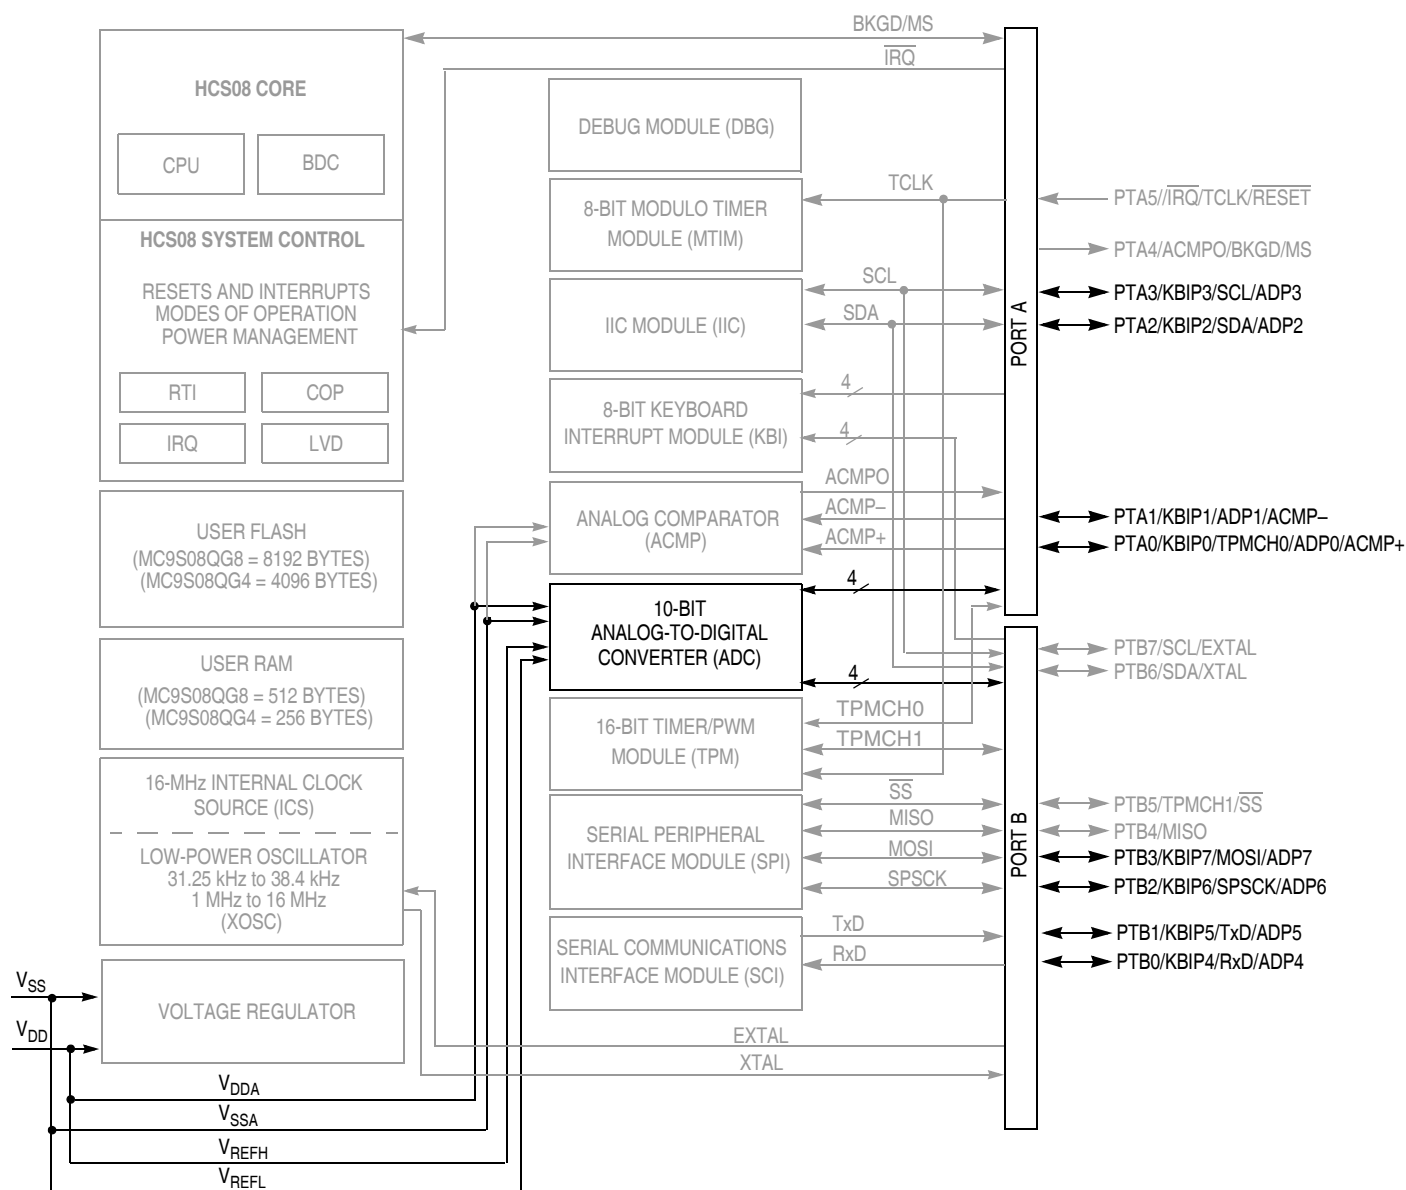 BKGD/MS
IRQ
HCS08 CORE
CPU
BDC
HCS08 SYSTEM CONTROL
RESETS AND INTERRUPTS
MODES OF OPERATION
POWER MANAGEMENT
RTI
COP
IRQ
LVD
USER FLASH
(MC9S08QG8 = 8192 BYTES)
(MC9S08QG4 = 4096 BYTES)
USER RAM
(MC9S08QG8 = 512 BYTES)
(MC9S08QG4 = 256 BYTES)
16-MHz INTERNAL CLOCK
SOURCE (ICS)
LOW-POWER OSCILLATOR
31.25 kHz to 38.4 kHz
1 MHz to 16 MHz
(XOSC)
VOLTAGE REGULATOR
VSS
VDD
VDDA
VSSA
VREFH
VREFL
DEBUG MODULE (DBG)
8-BIT MODULO TIMER
MODULE (MTIM)
TCLK
IIC MODULE (IIC)
SCL
SDA
8-BIT KEYBOARD
INTERRUPT MODULE (KBI)
4
4
ANALOG COMPARATOR
(ACMP)
ACMPO
ACMP–
ACMP+
10-BIT
ANALOG-TO-DIGITAL
CONVERTER (ADC)
4
4
16-BIT TIMER/PWM
MODULE (TPM)
TPMCH0
TPMCH1
SERIAL PERIPHERAL
INTERFACE MODULE (SPI)
SS
MISO
MOSI
SPSCK
SERIAL COMMUNICATIONS
INTERFACE MODULE (SCI)
TxD
RxD
EXTAL
XTAL
PORT A
PTA5//IRQ/TCLK/RESET
PTA4/ACMPO/BKGD/MS
PTA3/KBIP3/SCL/ADP3
PTA2/KBIP2/SDA/ADP2
PTA1/KBIP1/ADP1/ACMP–
PTA0/KBIP0/TPMCH0/ADP0/ACMP+
PORT B
PTB7/SCL/EXTAL
PTB6/SDA/XTAL
PTB5/TPMCH1/SS
PTB4/MISO
PTB3/KBIP7/MOSI/ADP7
PTB2/KBIP6/SPSCK/ADP6
PTB1/KBIP5/TxD/ADP5
PTB0/KBIP4/RxD/ADP4